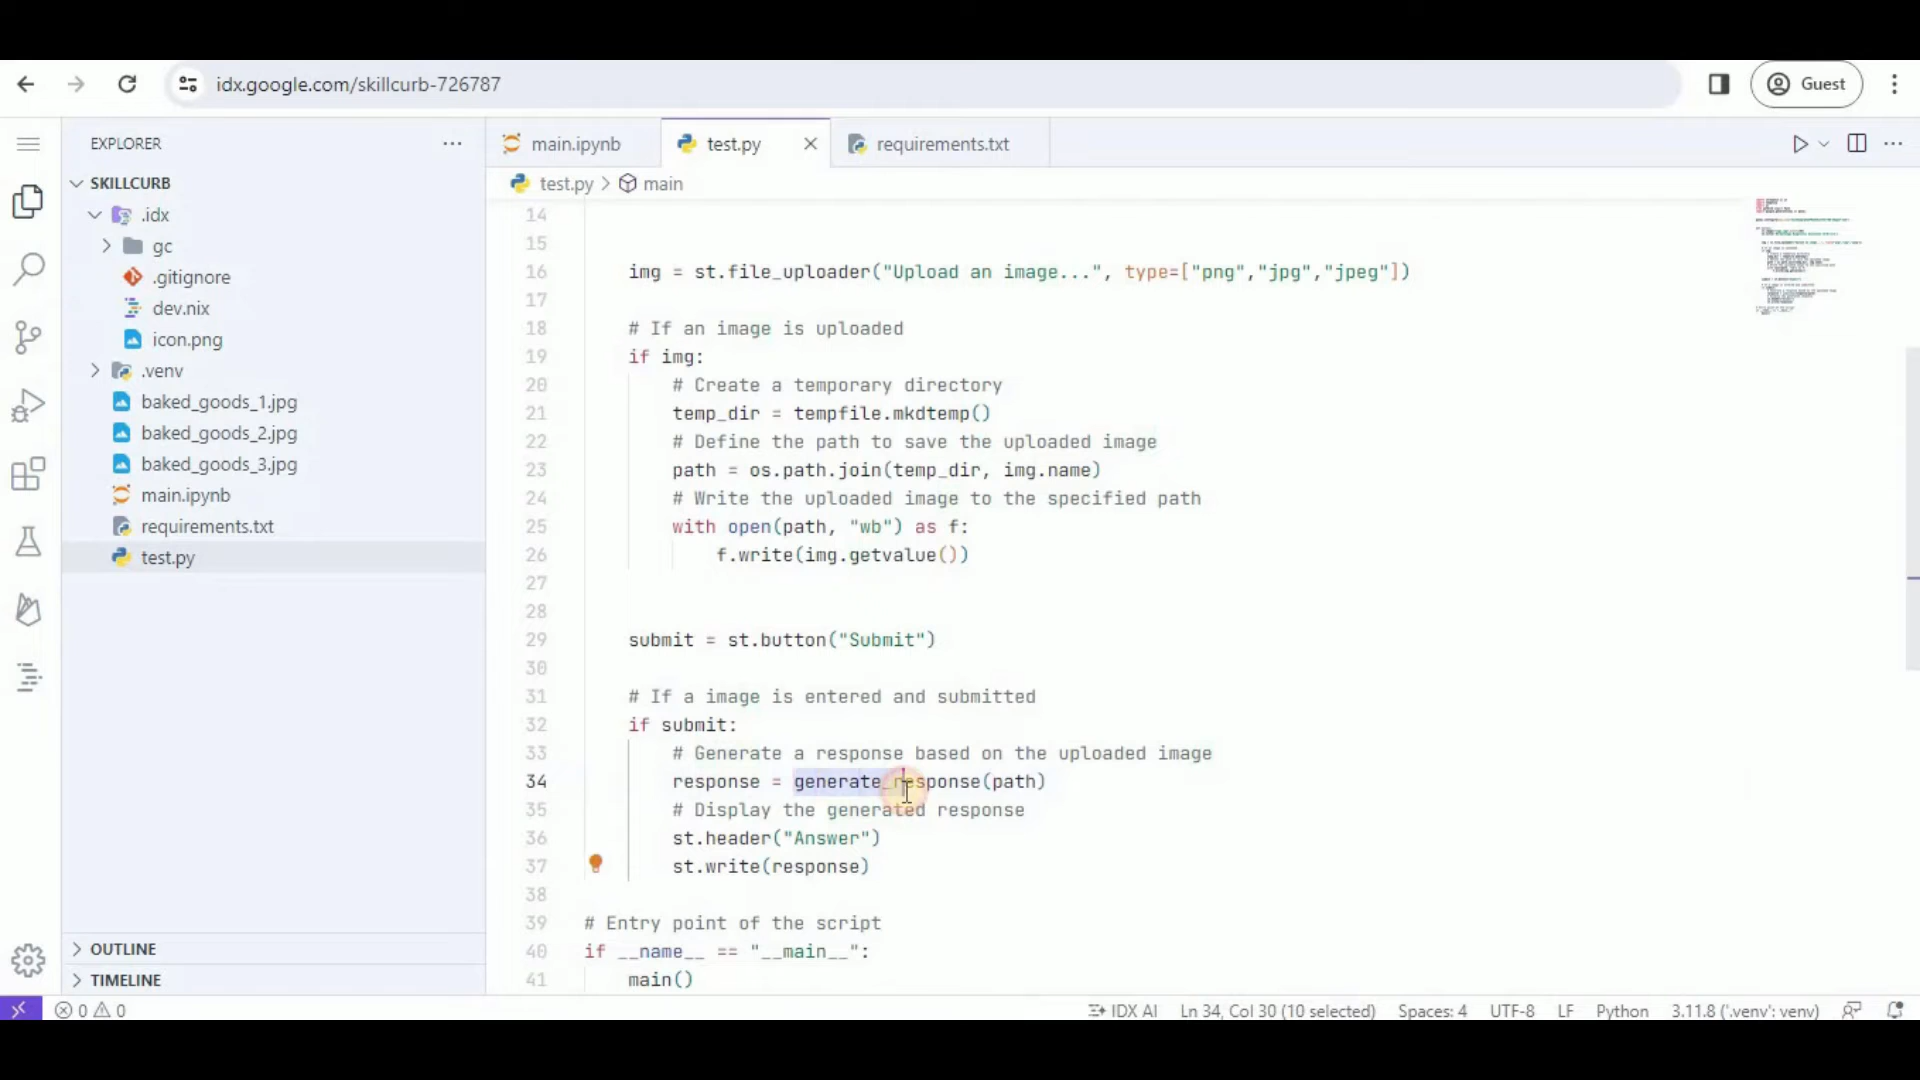 idx.google.com/skillcurb-726787
Guest
EXPLORER
SKILLCURB
.idx
gc
.gitignore
dev.nix
icon.png
.venv
baked_goods_1.jpg
baked_goods_2.jpg
baked_goods_3.jpg
main.ipynb
requirements.txt
test.py
OUTLINE
TIMELINE
main.ipynb
test.py
requirements.txt
test.py > main
14
15
16 img = st.file_uploader("Upload an image...", type=["png","jpg","jpeg"])
17
18 # If an image is uploaded
19 if img:
20 # Create a temporary directory
21 temp_dir = tempfile.mkdtemp()
22 # Define the path to save the uploaded image
23 path = os.path.join(temp_dir, img.name)
24 # Write the uploaded image to the specified path
25 with open(path, "wb") as f:
26 f.write(img.getvalue())
27
28
29 submit = st.button("Submit")
30
31 # If a image is entered and submitted
32 if submit:
33 # Generate a response based on the uploaded image
34 response = generate_response(path)
35 # Display the generated response
36 st.header("Answer")
37 st.write(response)
38
39 # Entry point of the script
40 if __name__ == "__main__":
41 main()
0 0
IDX AI Ln 34, Col 30 (10 selected) Spaces: 4 UTF-8 LF Python 3.11.8 ('.venv': venv)